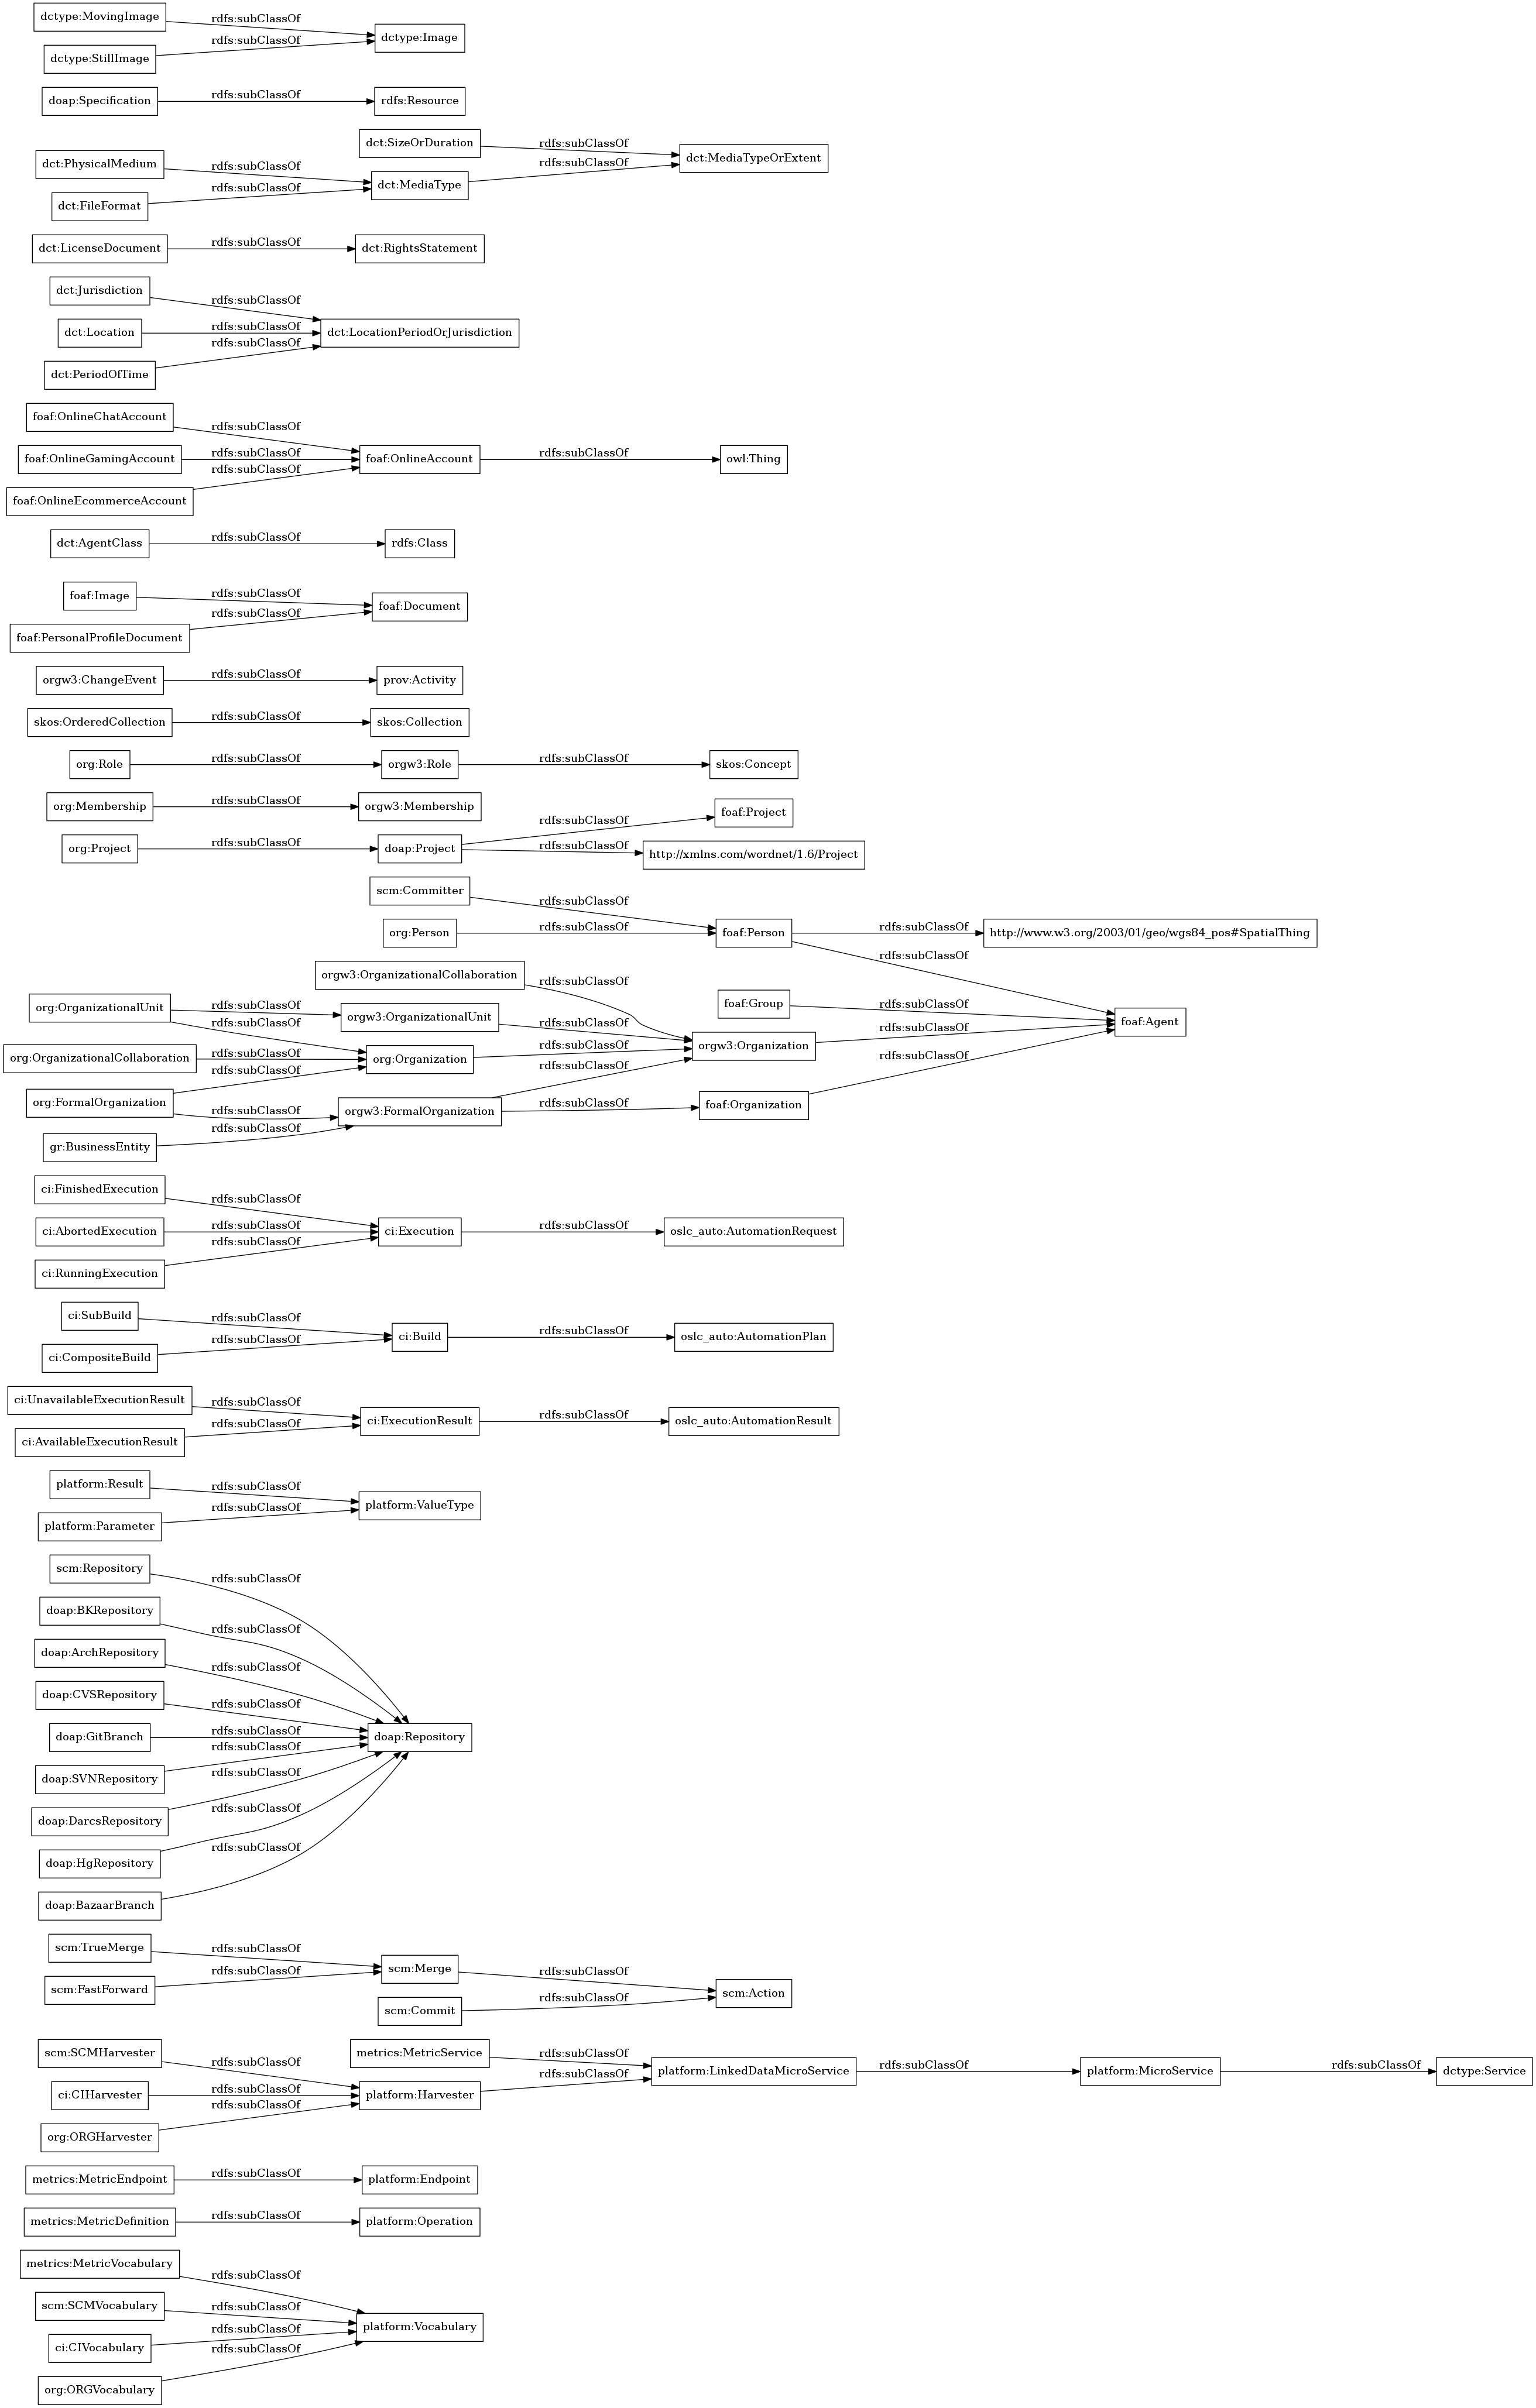 dctype:MovingImage
rdfs:subClassOf
dctype:Image
dctype:StillImage
rdfs:subClassOf
doap:Specification
rdfs:subClassOf
rdfs:Resource
dct:SizeOrDuration
rdfs:subClassOf
dct:MediaTypeOrExtent
dct:PhysicalMedium
rdfs:subClassOf
dct:MediaType
rdfs:subClassOf
dct:FileFormat
rdfs:subClassOf
dct:LicenseDocument
rdfs:subClassOf
dct:RightsStatement
dct:Jurisdiction
rdfs:subClassOf
dct:Location
rdfs:subClassOf
dct:LocationPeriodOrJurisdiction
dct:PeriodOfTime
rdfs:subClassOf
foaf:OnlineChatAccount
rdfs:subClassOf
foaf:OnlineGamingAccount
rdfs:subClassOf
foaf:OnlineAccount
rdfs:subClassOf
owl:Thing
foaf:OnlineEcommerceAccount
rdfs:subClassOf
dct:AgentClass
rdfs:subClassOf
rdfs:Class
foaf:Image
rdfs:subClassOf
foaf:Document
foaf:PersonalProfileDocument
rdfs:subClassOf
orgw3:ChangeEvent
rdfs:subClassOf
prov:Activity
skos:OrderedCollection
rdfs:subClassOf
skos:Collection
org:Role
rdfs:subClassOf
orgw3:Role
rdfs:subClassOf
skos:Concept
org:Membership
rdfs:subClassOf
orgw3:Membership
org:Project
rdfs:subClassOf
doap:Project
rdfs:subClassOf
foaf:Project
rdfs:subClassOf
http://xmlns.com/wordnet/1.6/Project
scm:Committer
rdfs:subClassOf
org:Person
rdfs:subClassOf
foaf:Person
rdfs:subClassOf
http://www.w3.org/2003/01/geo/wgs84_pos#SpatialThing
rdfs:subClassOf
orgw3:OrganizationalCollaboration
rdfs:subClassOf
foaf:Group
rdfs:subClassOf
foaf:Agent
org:OrganizationalUnit
rdfs:subClassOf
rdfs:subClassOf
orgw3:OrganizationalUnit
rdfs:subClassOf
orgw3:Organization
rdfs:subClassOf
org:OrganizationalCollaboration
rdfs:subClassOf
org:Organization
rdfs:subClassOf
org:FormalOrganization
rdfs:subClassOf
rdfs:subClassOf
orgw3:FormalOrganization
rdfs:subClassOf
rdfs:subClassOf
foaf:Organization
rdfs:subClassOf
gr:BusinessEntity
rdfs:subClassOf
ci:FinishedExecution
rdfs:subClassOf
ci:AbortedExecution
rdfs:subClassOf
ci:Execution
rdfs:subClassOf
oslc_auto:AutomationRequest
ci:RunningExecution
rdfs:subClassOf
ci:SubBuild
rdfs:subClassOf
ci:Build
rdfs:subClassOf
oslc_auto:AutomationPlan
ci:CompositeBuild
rdfs:subClassOf
ci:UnavailableExecutionResult
rdfs:subClassOf
ci:ExecutionResult
rdfs:subClassOf
oslc_auto:AutomationResult
ci:AvailableExecutionResult
rdfs:subClassOf
platform:Result
rdfs:subClassOf
platform:ValueType
platform:Parameter
rdfs:subClassOf
scm:Repository
rdfs:subClassOf
doap:BKRepository
rdfs:subClassOf
doap:ArchRepository
rdfs:subClassOf
doap:CVSRepository
rdfs:subClassOf
doap:GitBranch
rdfs:subClassOf
doap:Repository
doap:SVNRepository
rdfs:subClassOf
doap:DarcsRepository
rdfs:subClassOf
doap:HgRepository
rdfs:subClassOf
doap:BazaarBranch
rdfs:subClassOf
scm:TrueMerge
rdfs:subClassOf
scm:Merge
rdfs:subClassOf
scm:FastForward
rdfs:subClassOf
scm:Action
scm:Commit
rdfs:subClassOf
scm:SCMHarvester
rdfs:subClassOf
metrics:MetricService
rdfs:subClassOf
platform:LinkedDataMicroService
rdfs:subClassOf
platform:MicroService
rdfs:subClassOf
dctype:Service
ci:CIHarvester
rdfs:subClassOf
platform:Harvester
rdfs:subClassOf
org:ORGHarvester
rdfs:subClassOf
metrics:MetricEndpoint
rdfs:subClassOf
platform:Endpoint
metrics:MetricDefinition
rdfs:subClassOf
platform:Operation
metrics:MetricVocabulary
rdfs:subClassOf
scm:SCMVocabulary
rdfs:subClassOf
platform:Vocabulary
ci:CIVocabulary
rdfs:subClassOf
org:ORGVocabulary
rdfs:subClassOf